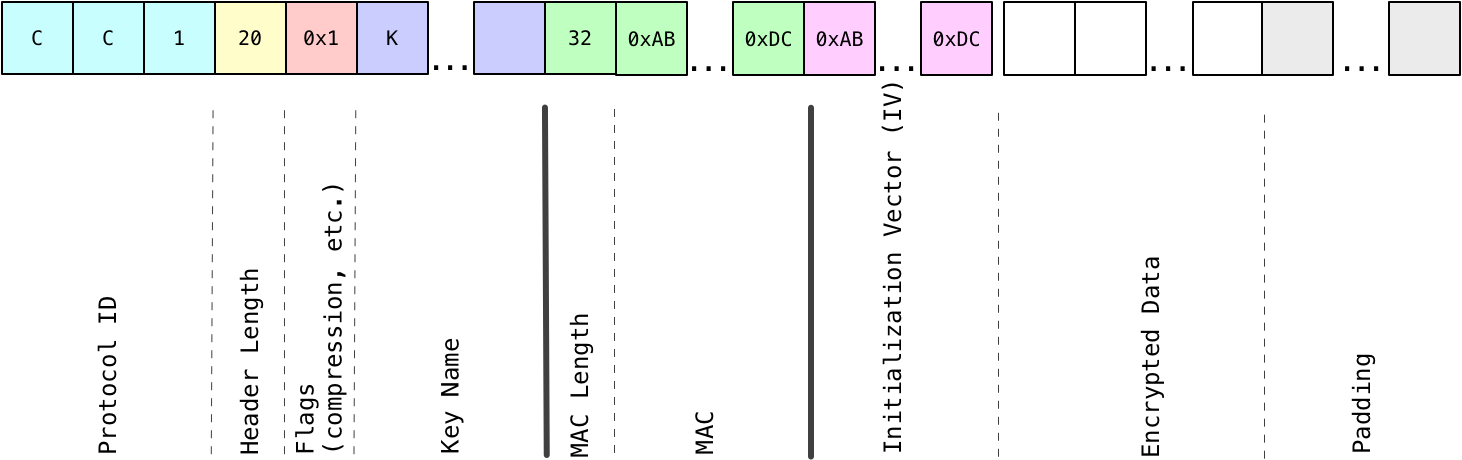 C C 1 20 0x1 K ... 32 0xAB ... 0xDC 0xAB ... 0xDC ... ...
Protocol ID
Header Length
Flags
(compression, etc.)
Key Name
MAC Length
MAC
Initialization Vector (IV)
Encrypted Data
Padding